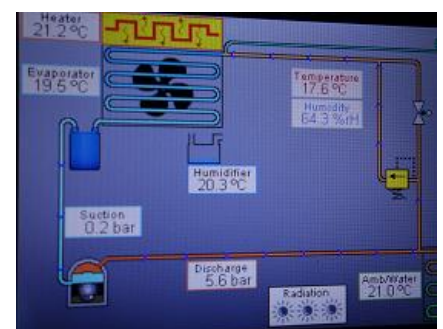 Heater
21.2 °C
Evaporator
19.5 °C
Temperature
17.6 °C
Humidity
64.3 %rH
Humidifier
20.3 °C
Suction
0.2 bar
Discharge
5.6 bar
Radiation
Amb/Water
21.0 °C